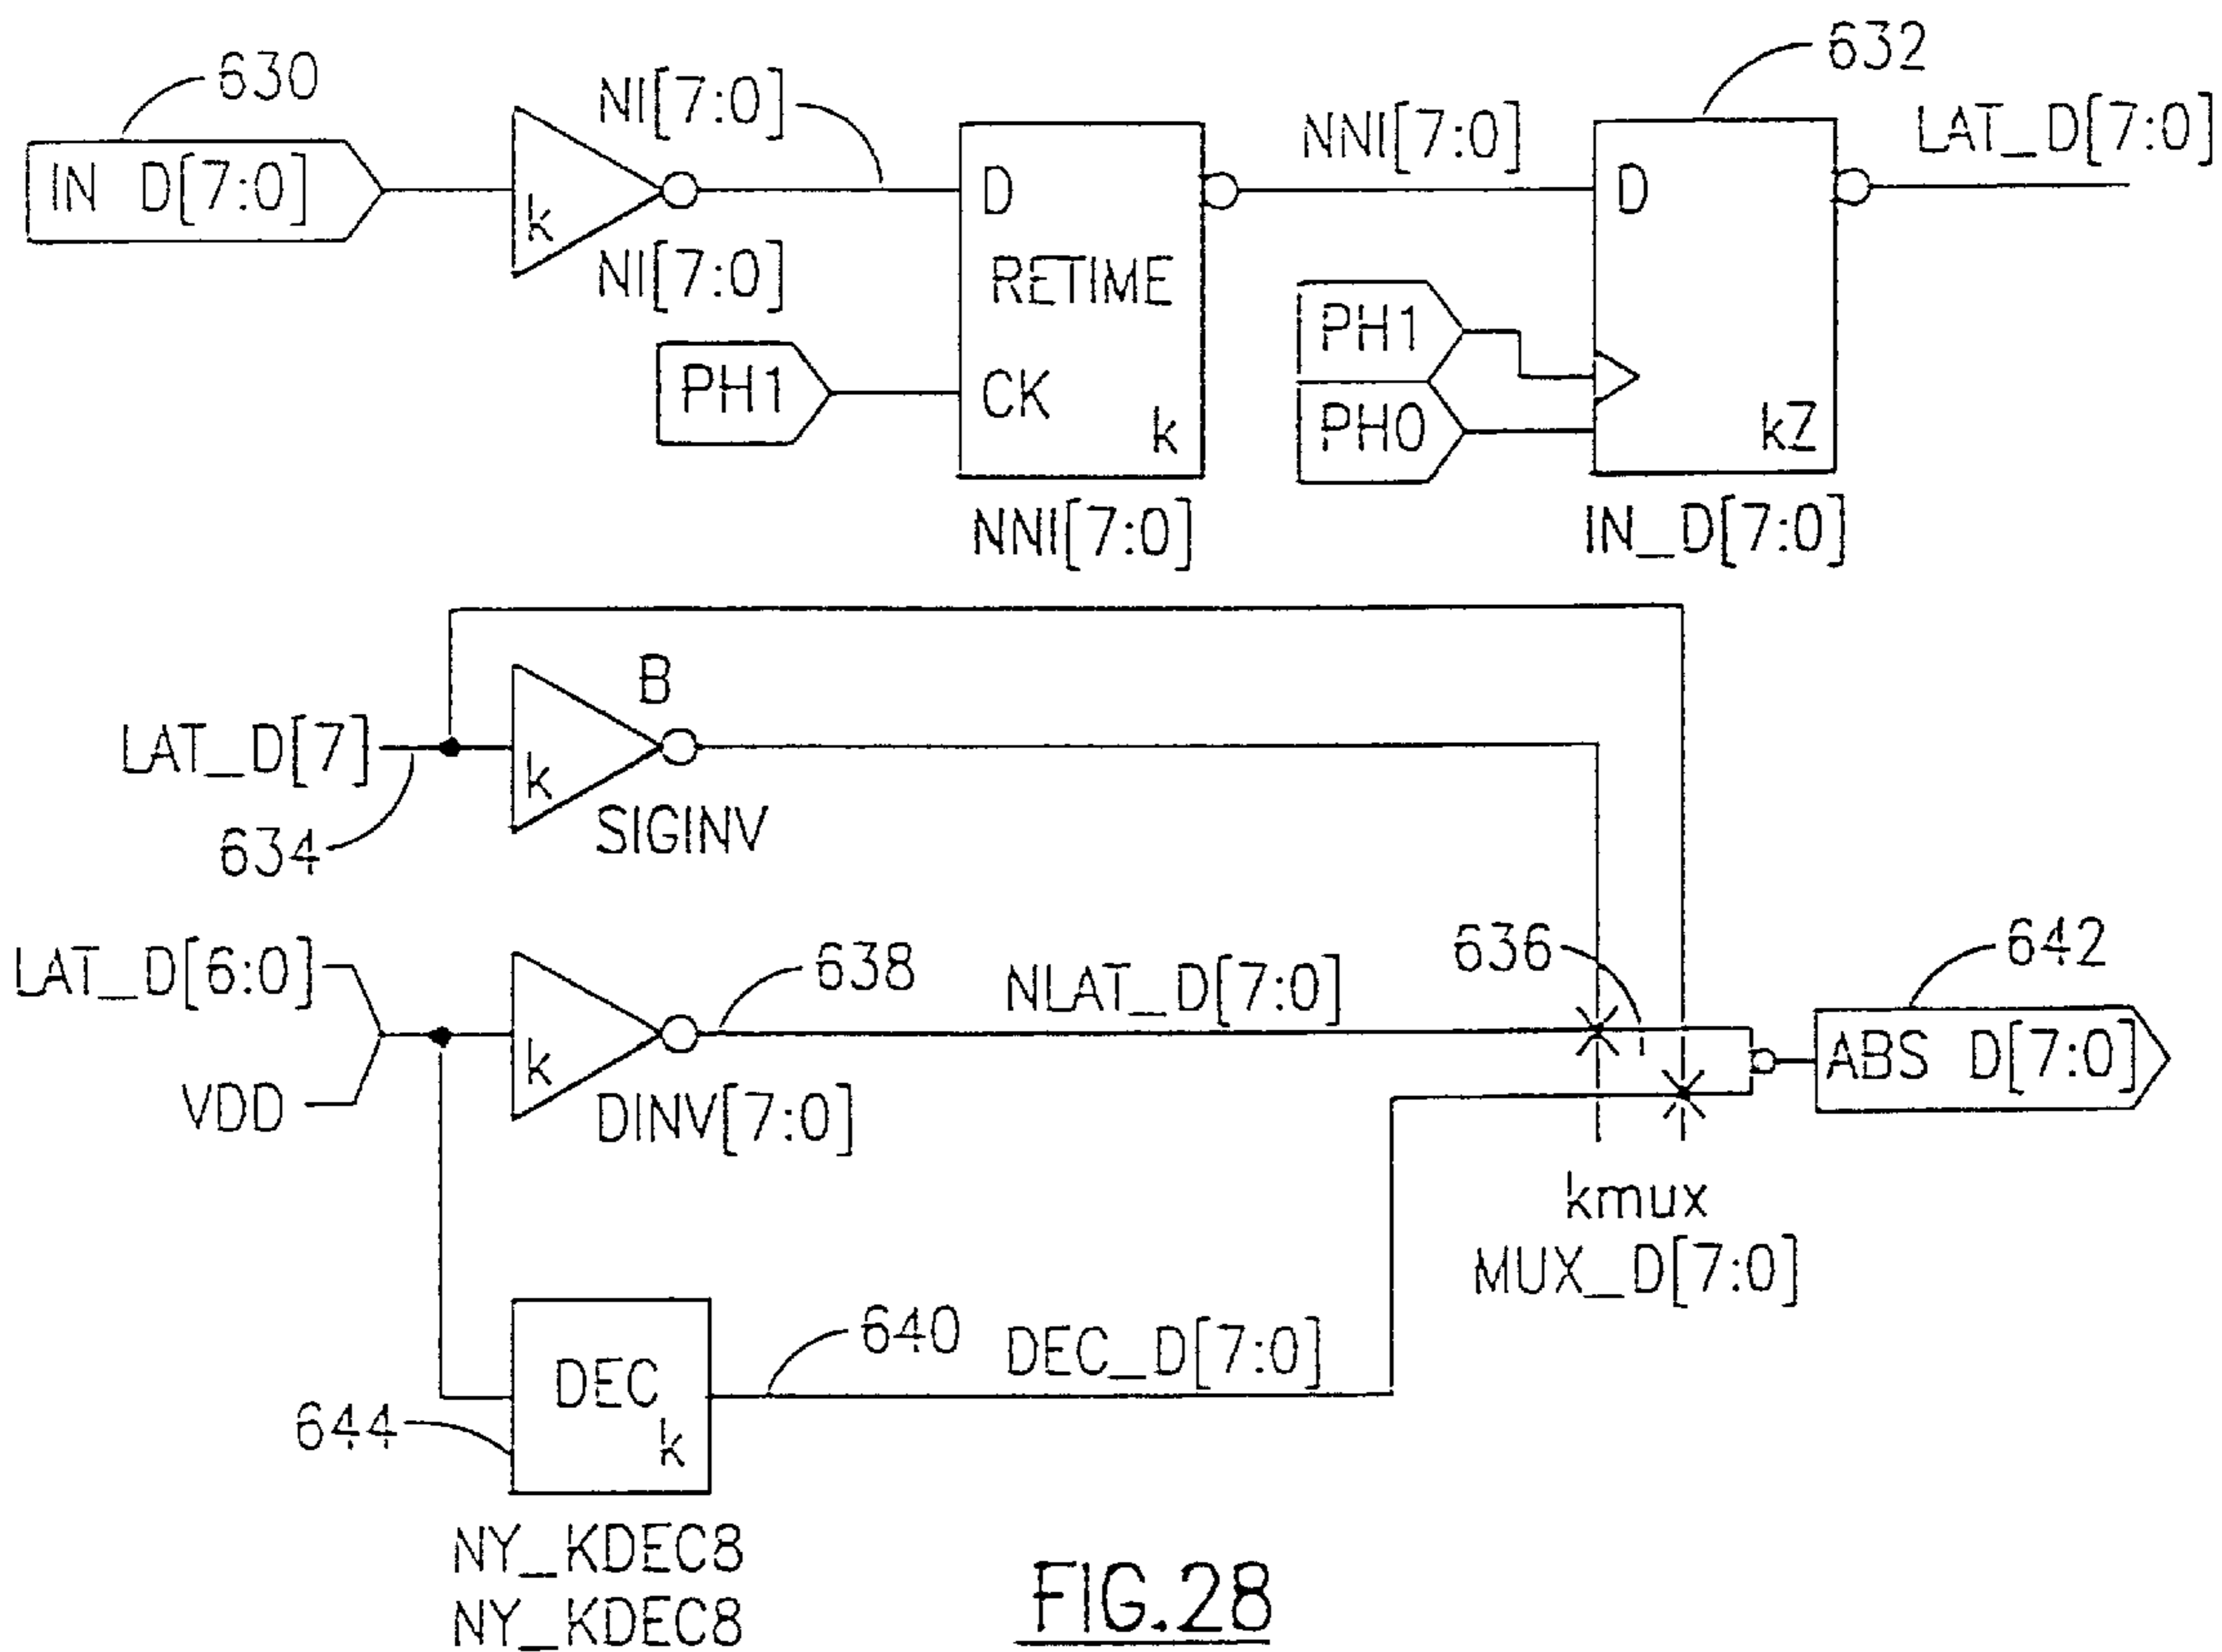 630
632
NI[7:0]
NNI[7:0]
LAT_D[7:0]
IN D[7:0]
k
D
D
NI[7:0]
RETIME
PH1
PH1
CK
k
PH0
kZ
NNI[7:0]
IN_D[7:0]
B
LAT_D[7]
k
634
SIGINV
LAT_D[6:0]
638
NLAT_D[7:0]
636
642
k
ABS D[7:0]
VDD
DINV[7:0]
kmux
MUX_D[7:0]
640
DEC_D[7:0]
DEC
k
644
NY_KDEC8
NY_KDEC8
FIG.28